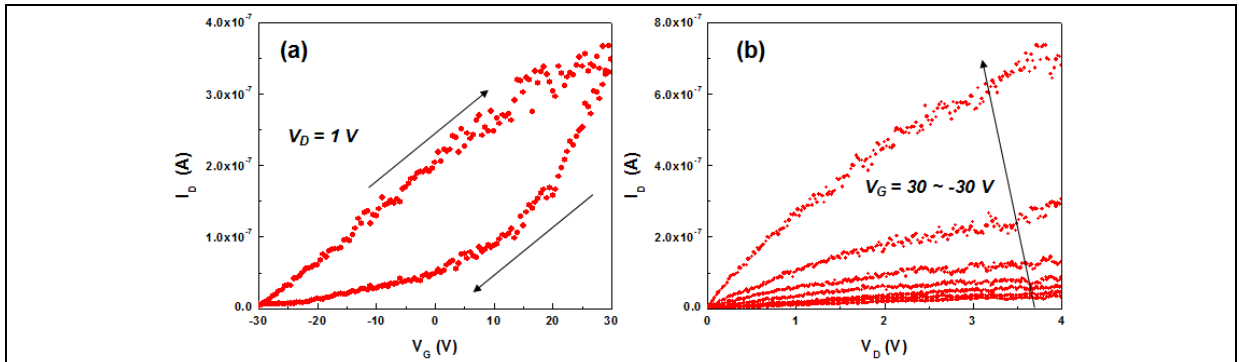 (a)
V_D = 1 V
4.0x10^-7
3.0x10^-7
2.0x10^-7
1.0x10^-7
0.0
I_D (A)
-30 -20 -10 0 10 20 30
V_G (V)
(b)
V_G = 30 ~ -30 V
8.0x10^-7
6.0x10^-7
4.0x10^-7
2.0x10^-7
0.0
I_D (A)
0 1 2 3 4
V_D (V)